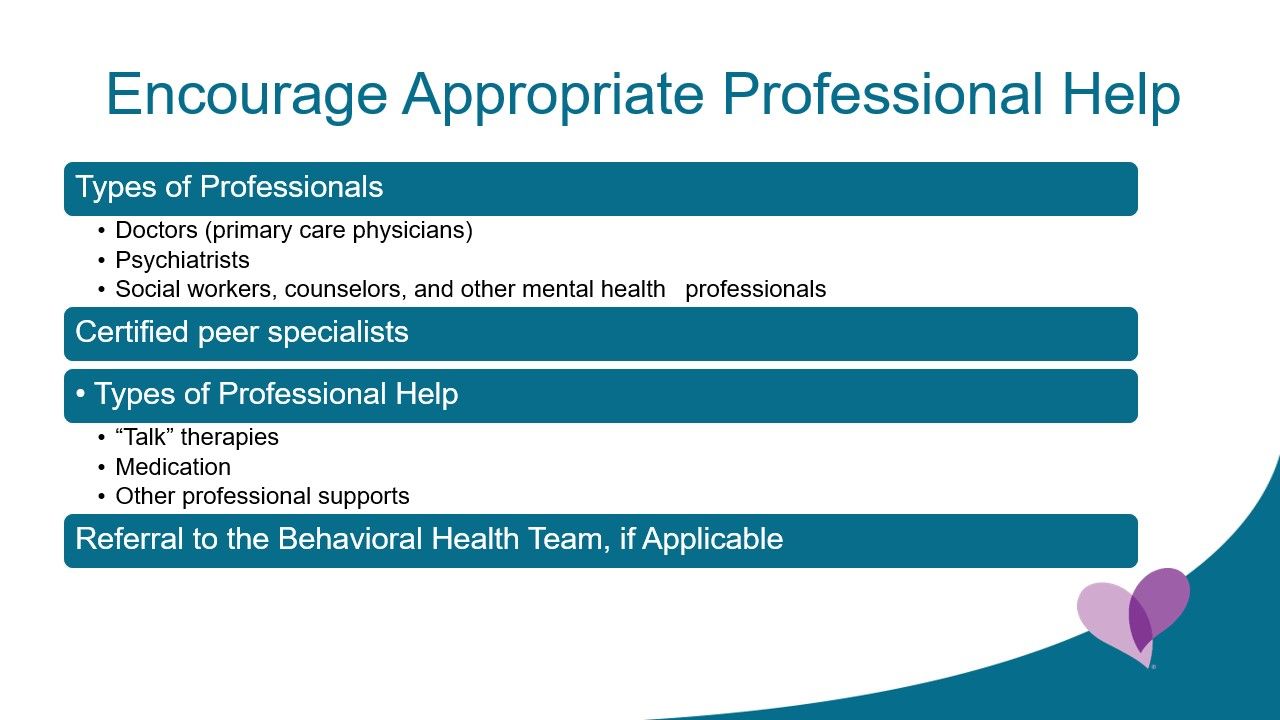 Encourage Appropriate Professional Help
Types of Professionals
• Doctors (primary care physicians)
• Psychiatrists
• Social workers, counselors, and other mental health   professionals
Certified peer specialists
• Types of Professional Help
• “Talk” therapies
• Medication
• Other professional supports
Referral to the Behavioral Health Team, if Applicable
®